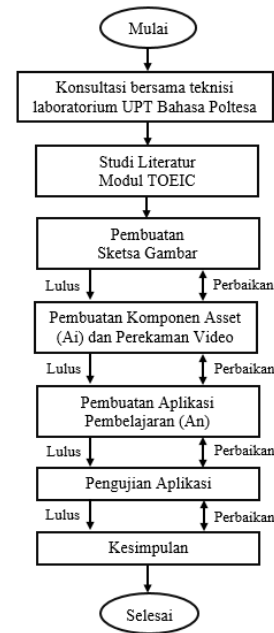 Mulai
Konsultasi bersama teknisi
laboratorium UPT Bahasa Poltesa
Studi Literatur
Modul TOEIC
Pembuatan
Sketsa Gambar
Lulus
Perbaikan
Pembuatan Komponen Asset
(Ai) dan Perekaman Video
Lulus
Perbaikan
Pembuatan Aplikasi
Pembelajaran (An)
Lulus
Perbaikan
Pengujian Aplikasi
Lulus
Perbaikan
Kesimpulan
Selesai